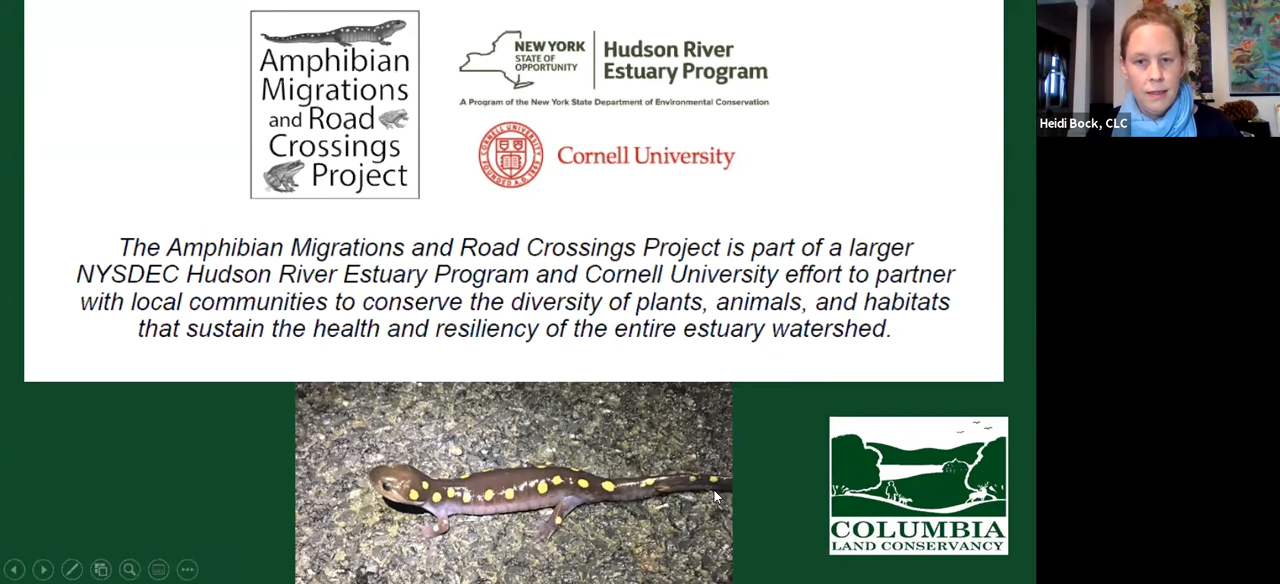 Amphibian
Migrations
and Road
Crossings
Project
NEW YORK
STATE OF
OPPORTUNITY
Hudson River
Estuary Program
A Program of the New York State Department of Environmental Conservation
CORNELL UNIVERSITY
FOUNDED A.D. 1865
Cornell University
The Amphibian Migrations and Road Crossings Project is part of a larger
NYSDEC Hudson River Estuary Program and Cornell University effort to partner
with local communities to conserve the diversity of plants, animals, and habitats
that sustain the health and resiliency of the entire estuary watershed.
COLUMBIA
LAND CONSERVANCY
Heidi Bock, CLC